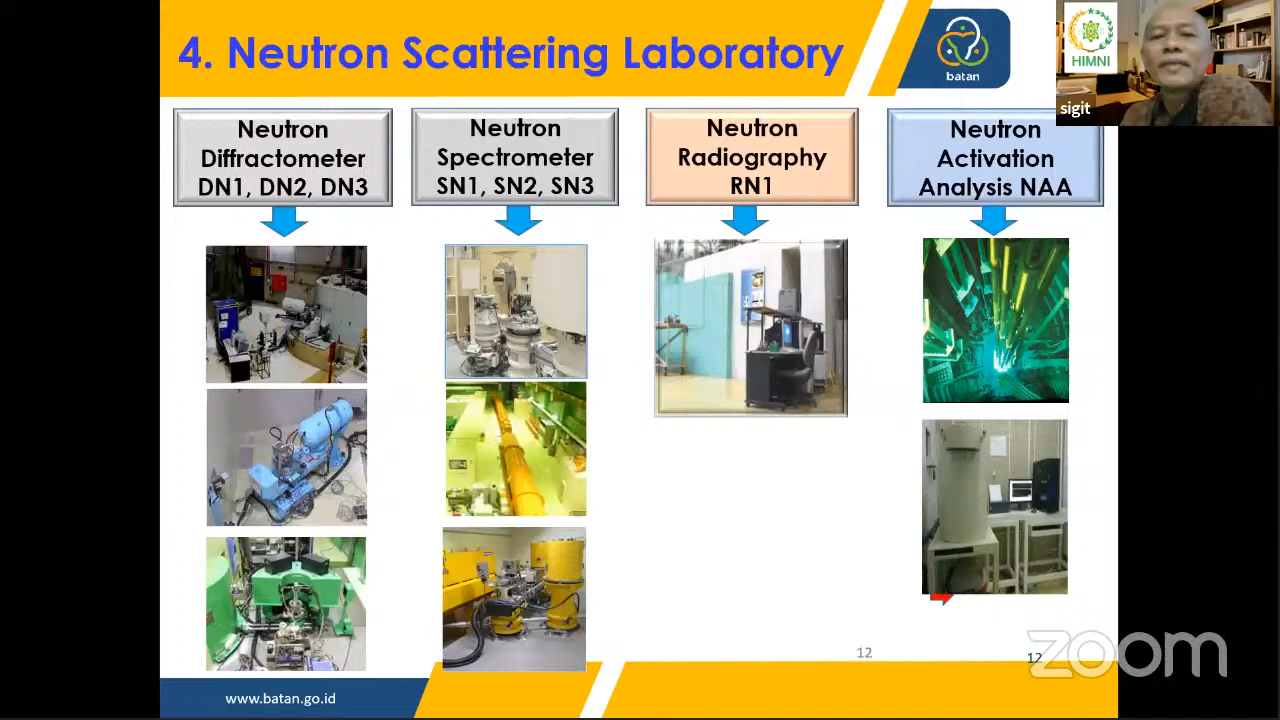 4. Neutron Scattering Laboratory
batan
HIMNI
sigit
Neutron
Diffractometer
DN1, DN2, DN3
Neutron
Spectrometer
SN1, SN2, SN3
Neutron
Radiography
RN1
Neutron
Activation
Analysis NAA
12
12
zoom
www.batan.go.id